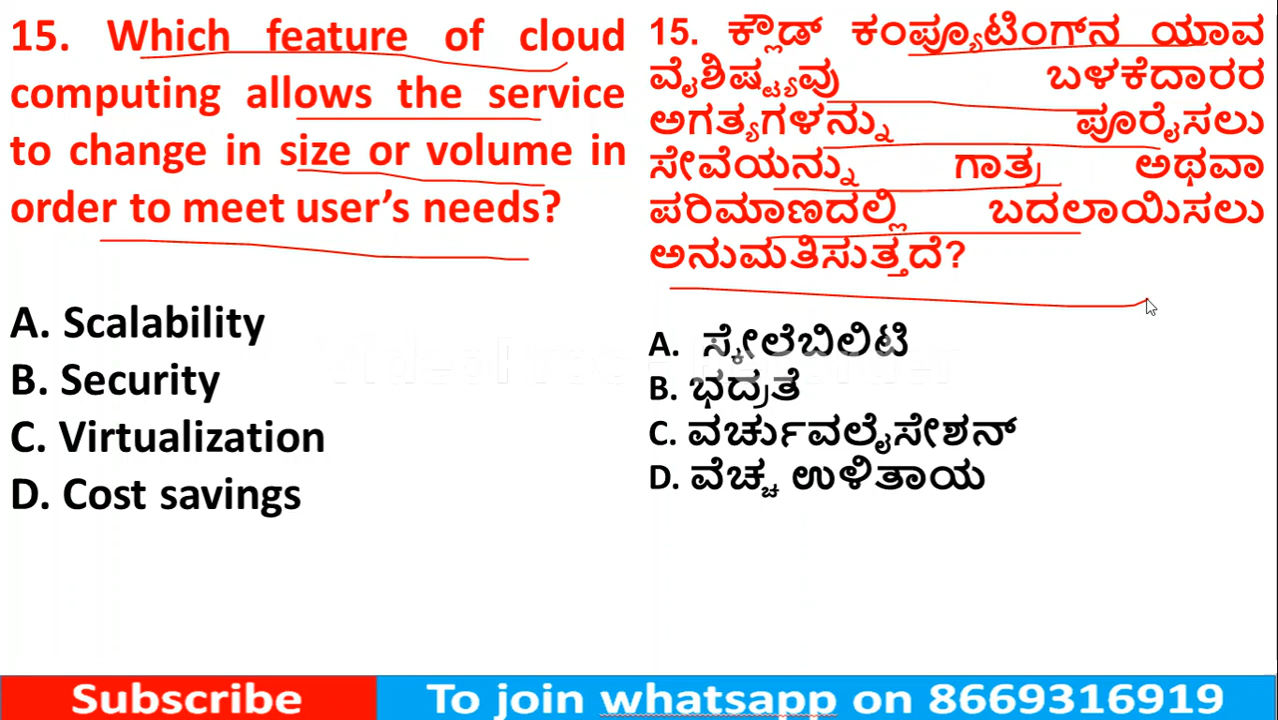 15. Which feature of cloud
computing allows the service
to change in size or volume in
order to meet user's needs?
A. Scalability
B. Security
C. Virtualization
D. Cost savings
15. ಕ್ಲೌಡ್ ಕಂಪ್ಯೂಟಿಂಗ್‌ನ ಯಾವ
ವೈಶಿಷ್ಟ್ಯವು ಬಳಕೆದಾರರ
ಅಗತ್ಯಗಳನ್ನು ಪೂರೈಸಲು
ಸೇವೆಯನ್ನು ಗಾತ್ರ ಅಥವಾ
ಪರಿಮಾಣದಲ್ಲಿ ಬದಲಾಯಿಸಲು
ಅನುಮತಿಸುತ್ತದೆ?
A. ಸ್ಕೇಲೆಬಿಲಿಟಿ
B. ಭದ್ರತೆ
C. ವರ್ಚುವಲೈಸೇಶನ್
D. ವೆಚ್ಚ ಉಳಿತಾಯ
Subscribe
To join whatsapp on 8669316919